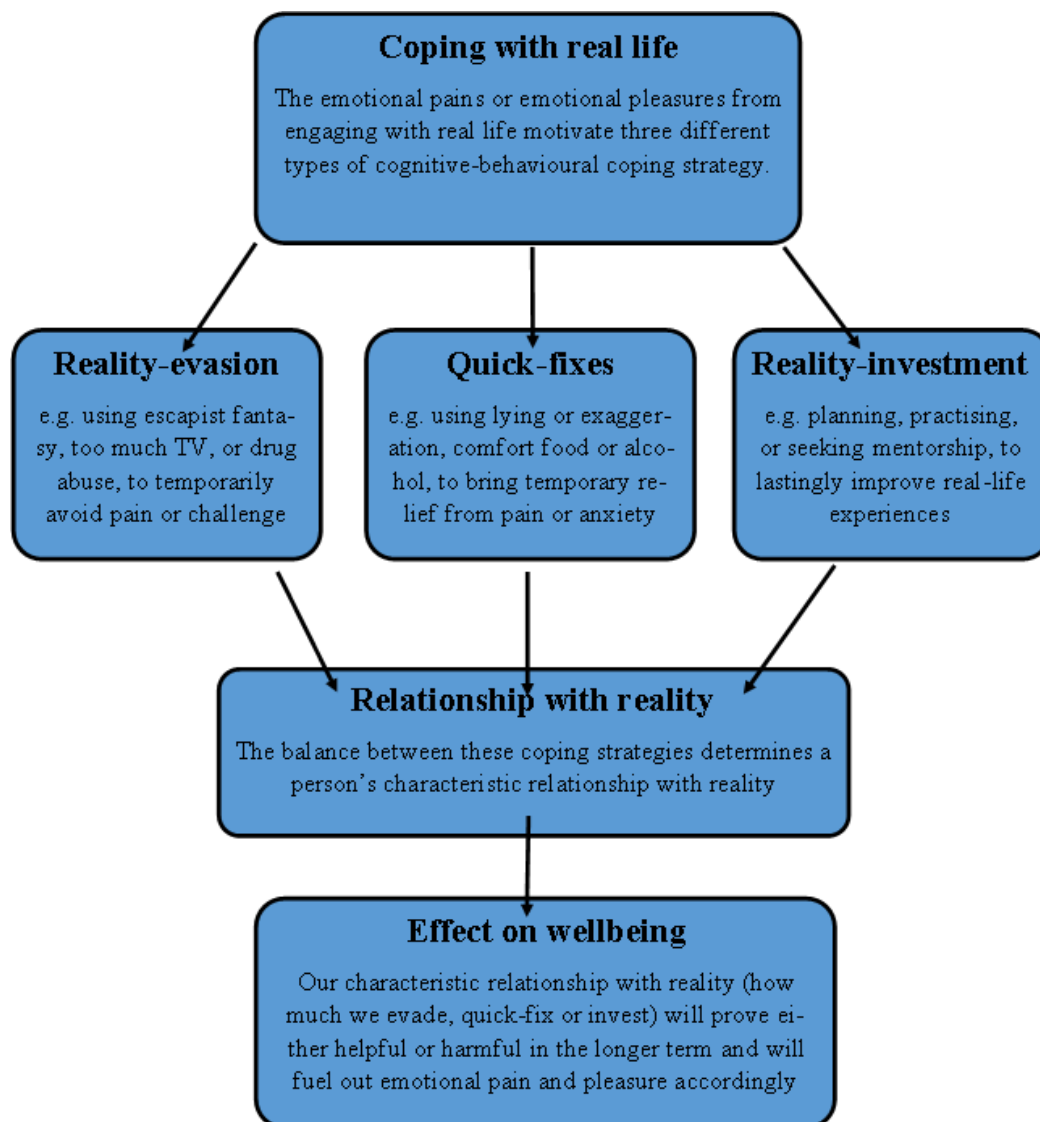 Coping with real life
The emotional pains or emotional pleasures from
engaging with real life motivate three different
types of cognitive-behavioural coping strategy.
Reality-evasion
e.g. using escapist fanta-
sy, too much TV, or drug
abuse, to temporarily
avoid pain or challenge
Quick-fixes
e.g. using lying or exagger-
ation, comfort food or alco-
hol, to bring temporary re-
lief from pain or anxiety
Reality-investment
e.g. planning, practising,
or seeking mentorship, to
lastingly improve real-life
experiences
Relationship with reality
The balance between these coping strategies determines a
person’s characteristic relationship with reality
Effect on wellbeing
Our characteristic relationship with reality (how
much we evade, quick-fix or invest) will prove ei-
ther helpful or harmful in the longer term and will
fuel out emotional pain and pleasure accordingly